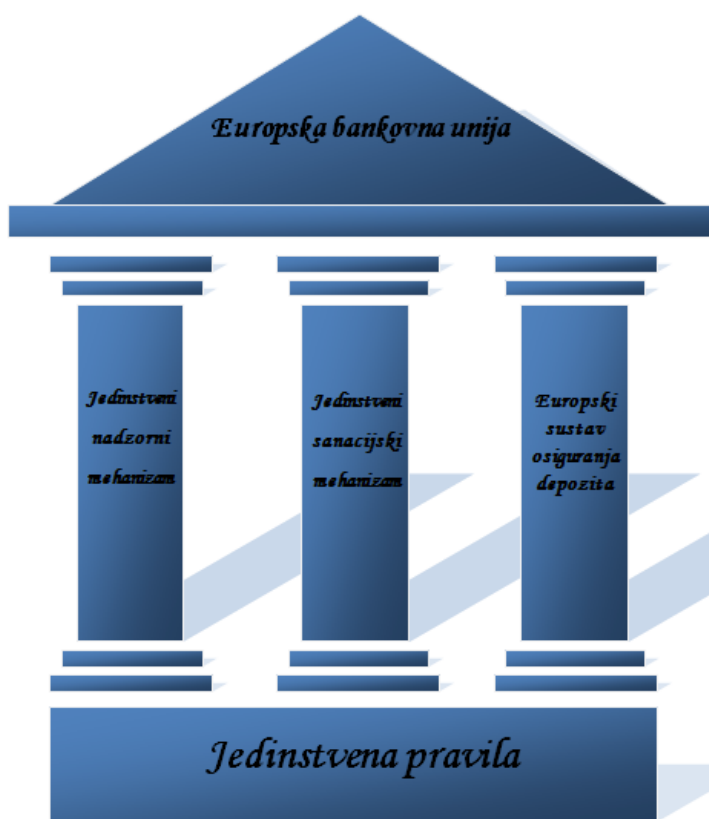 Europska bankovna unija
Jedinstveni
nadzorni
mehanizam
Jedinstveni
sanacijski
mehanizam
Europski
sustav
osiguranja
depozita
Jedinstvena pravila